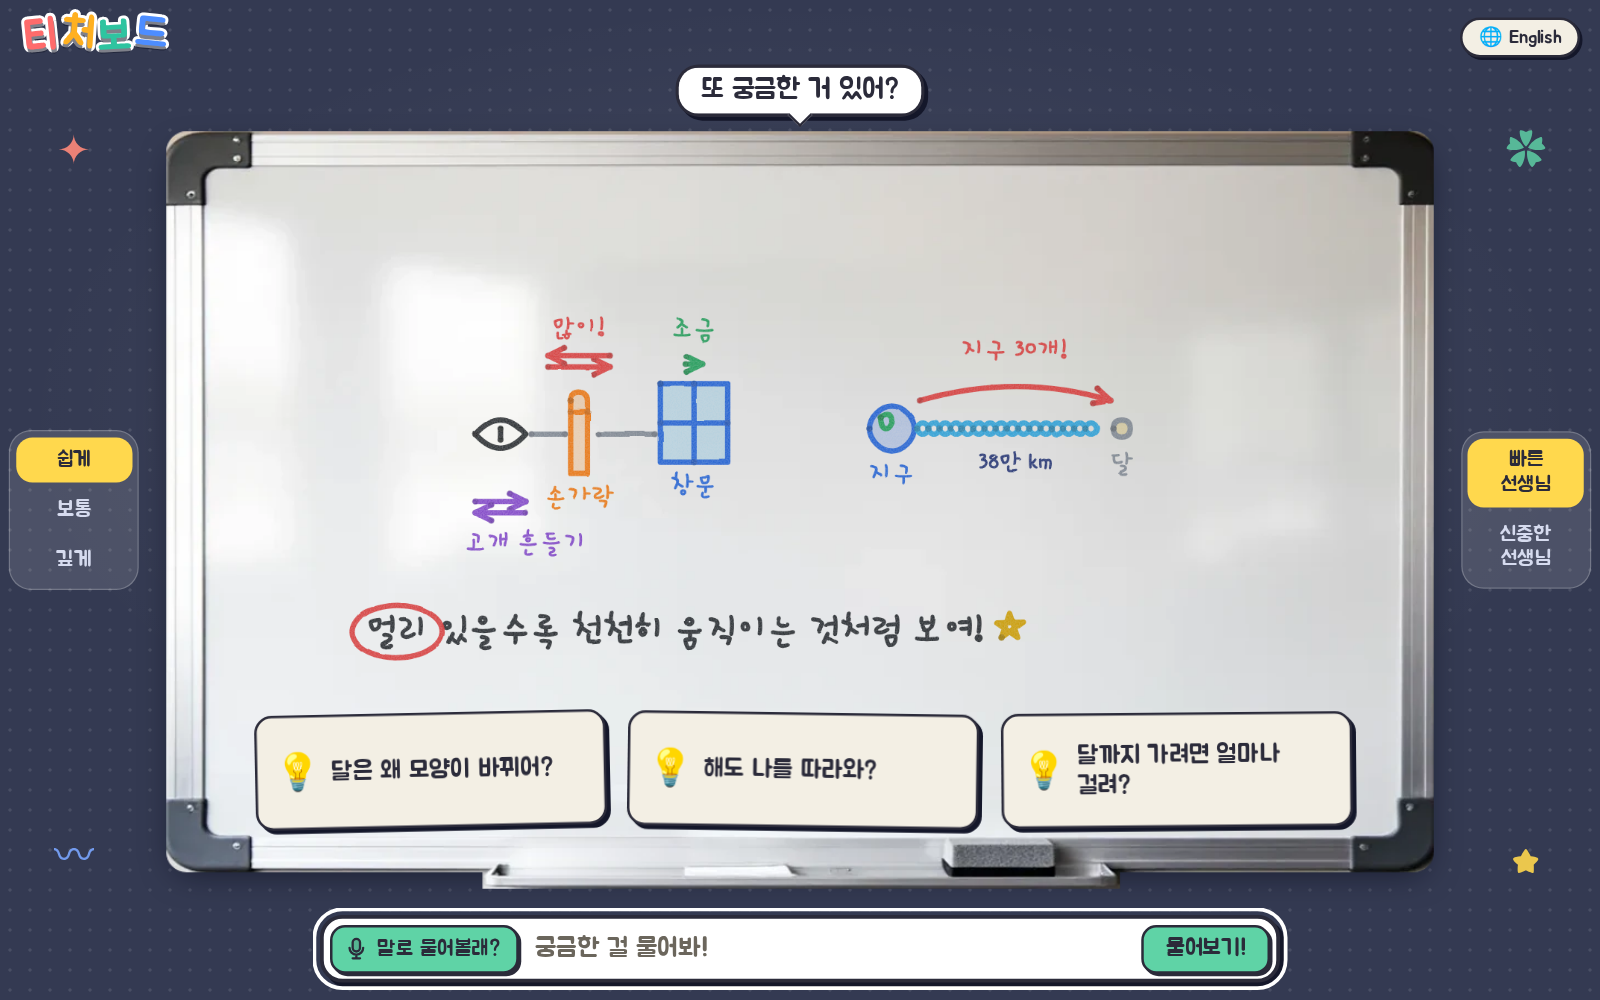 티처보드
English
또 궁금한 거 있어?
많이!
조금
지구 30개!
손가락
창문
고개 흔들기
지구
38만 km
달
멀리 있을수록 천천히 움직이는 것처럼 보여!
쉽게
보통
깊게
빠른
선생님
신중한
선생님
달은 왜 모양이 바뀌어?
해도 나를 따라와?
달까지 가려면 얼마나
걸려?
말로 물어볼래?
궁금한 걸 물어봐!
물어보기!